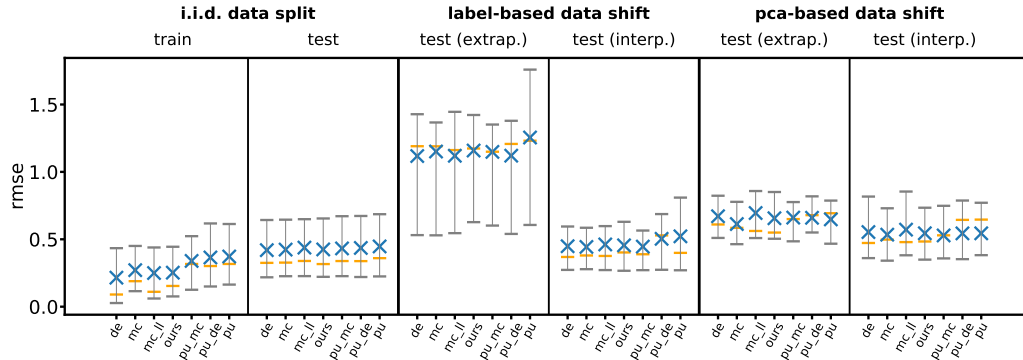 i.i.d. data split label-based data shift pca-based data shift
train test test (extrap.) test (interp.) test (extrap.) test (interp.)
rmse
1.5
1.0
0.5
0.0
de mc mc_ll ours pu_mc pu_de pu de mc mc_ll ours pu_mc pu_de pu de mc mc_ll ours pu_mc pu_de pu de mc mc_ll ours pu_mc pu_de pu de mc mc_ll ours pu_mc pu_de pu de mc mc_ll ours pu_mc pu_de pu